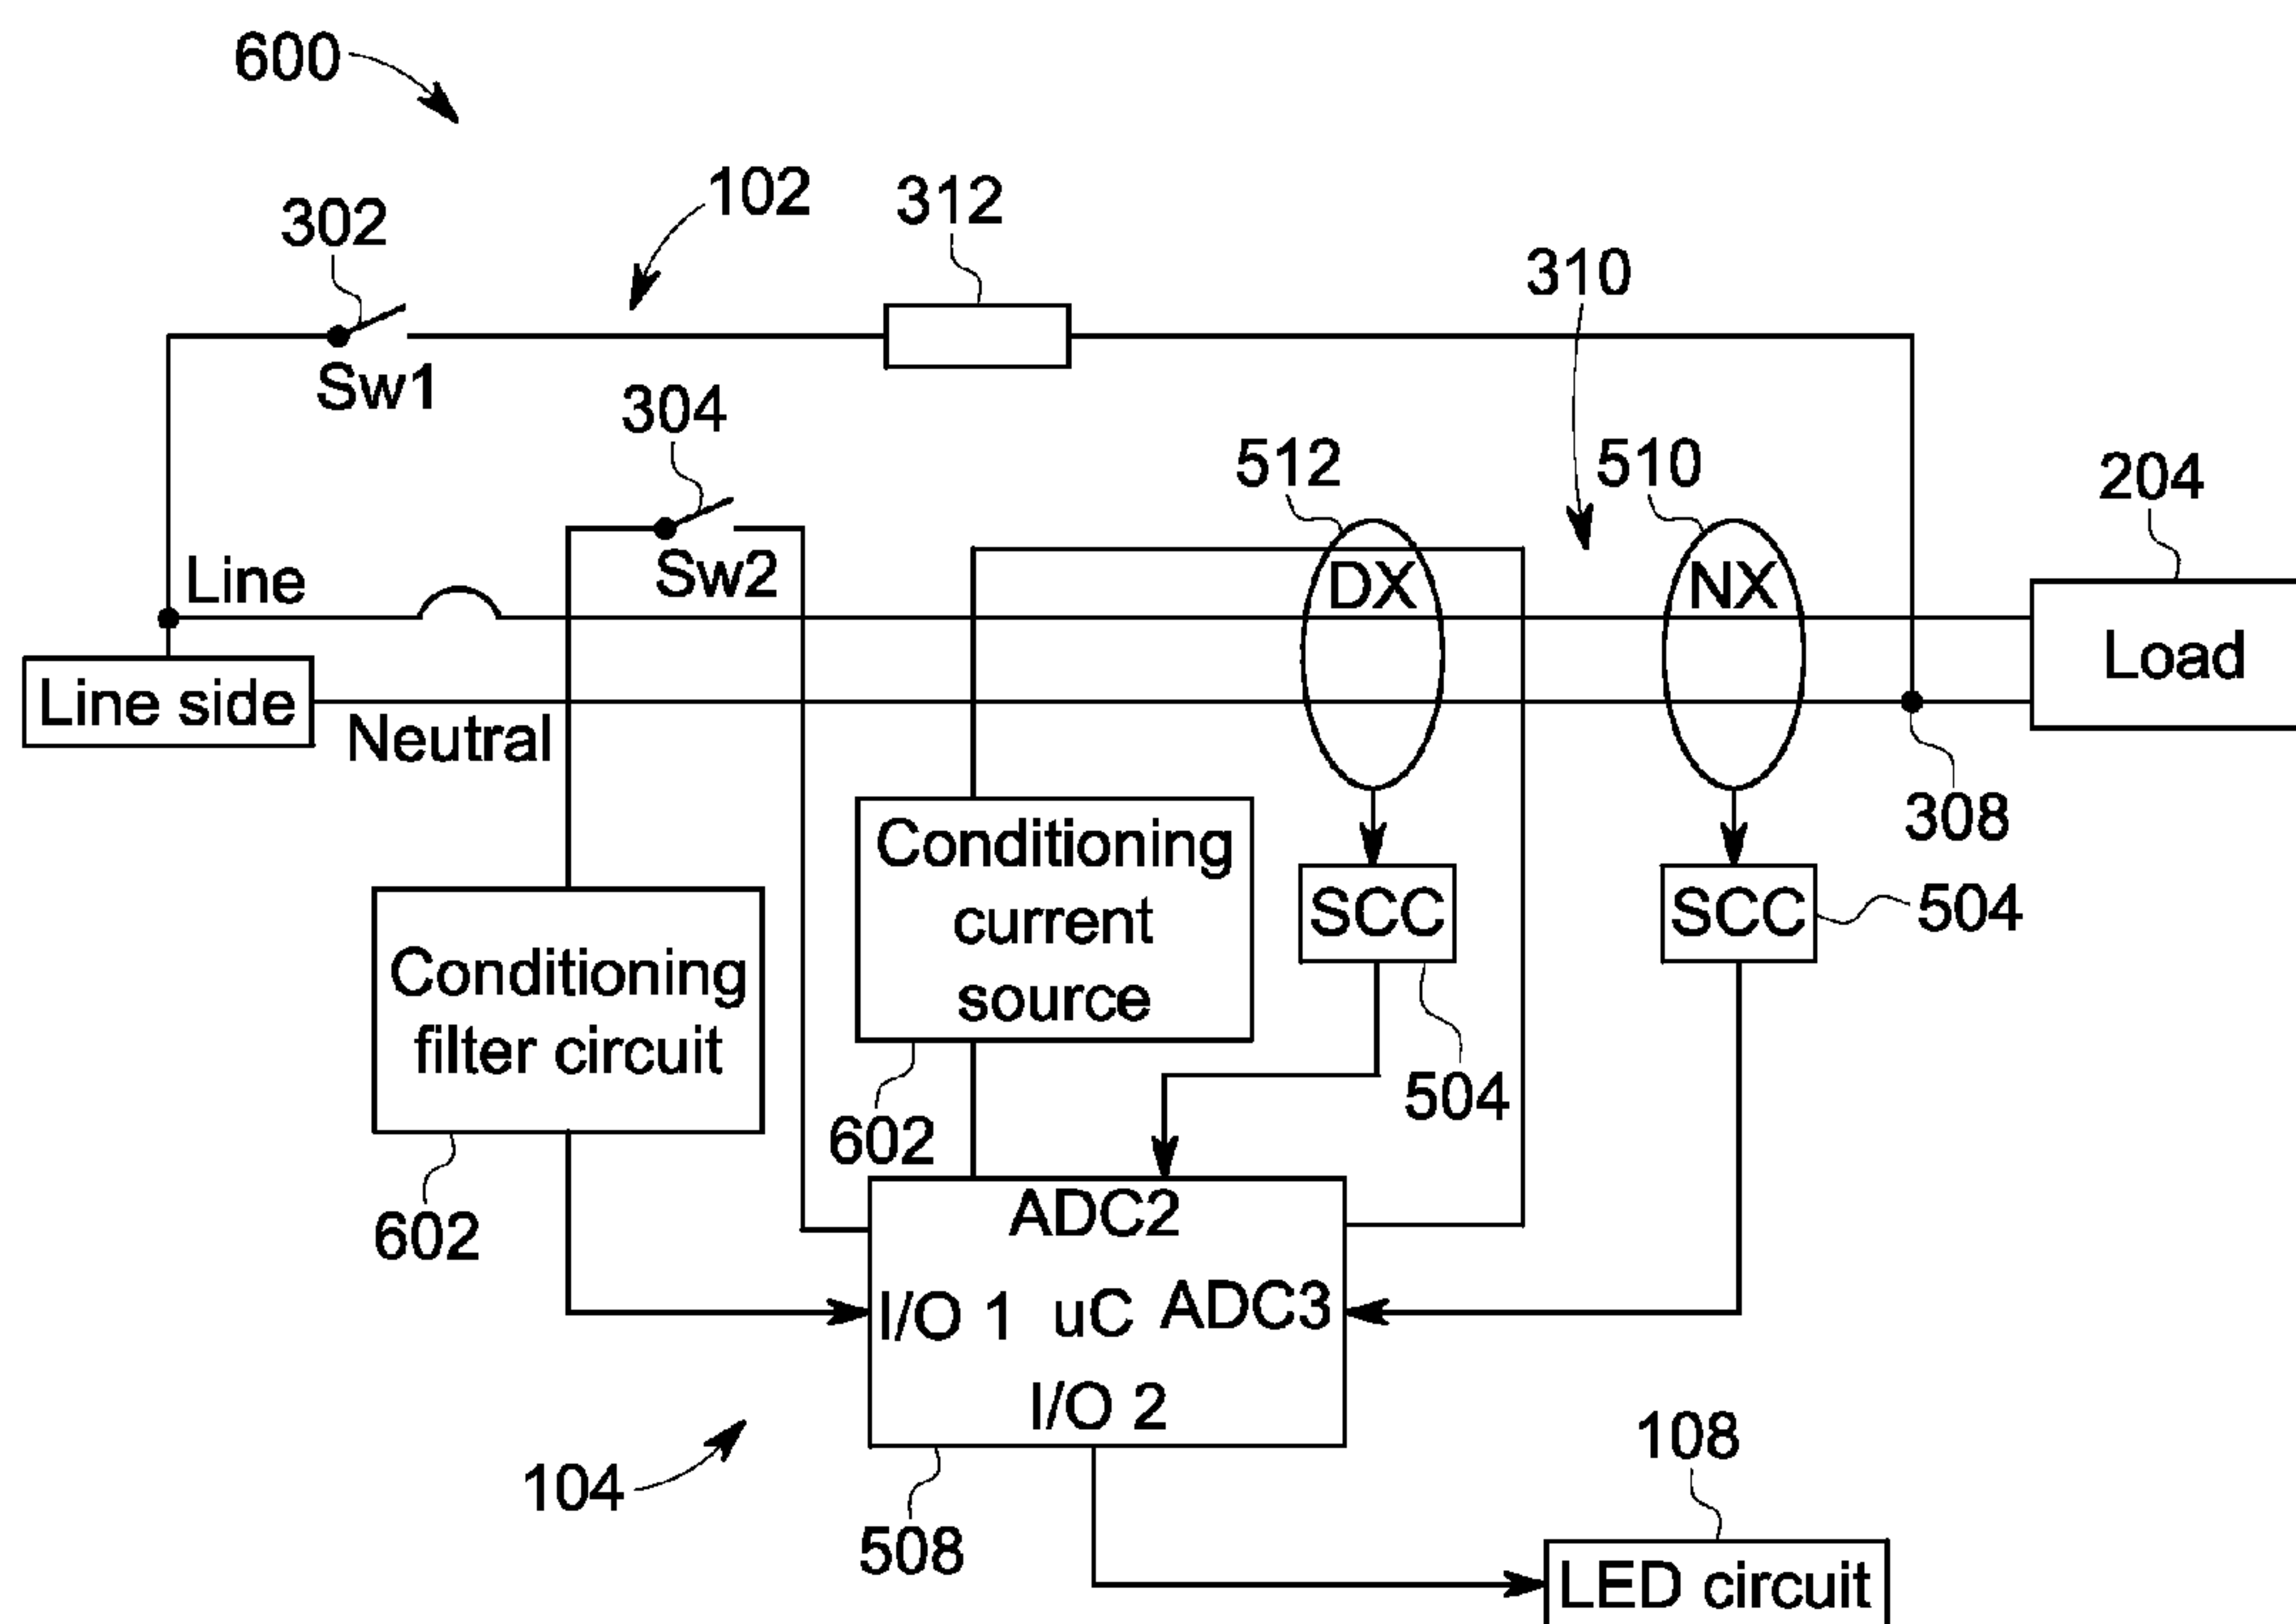 600
102
312
302
310
Sw1
304
512
510
204
Line
Sw2
DX
NX
Load
Line side
Neutral
308
Conditioning
current
source
SCC
SCC
504
Conditioning
filter circuit
504
602
602
ADC2
I/O 1
uC
ADC3
I/O 2
104
508
108
LED circuit